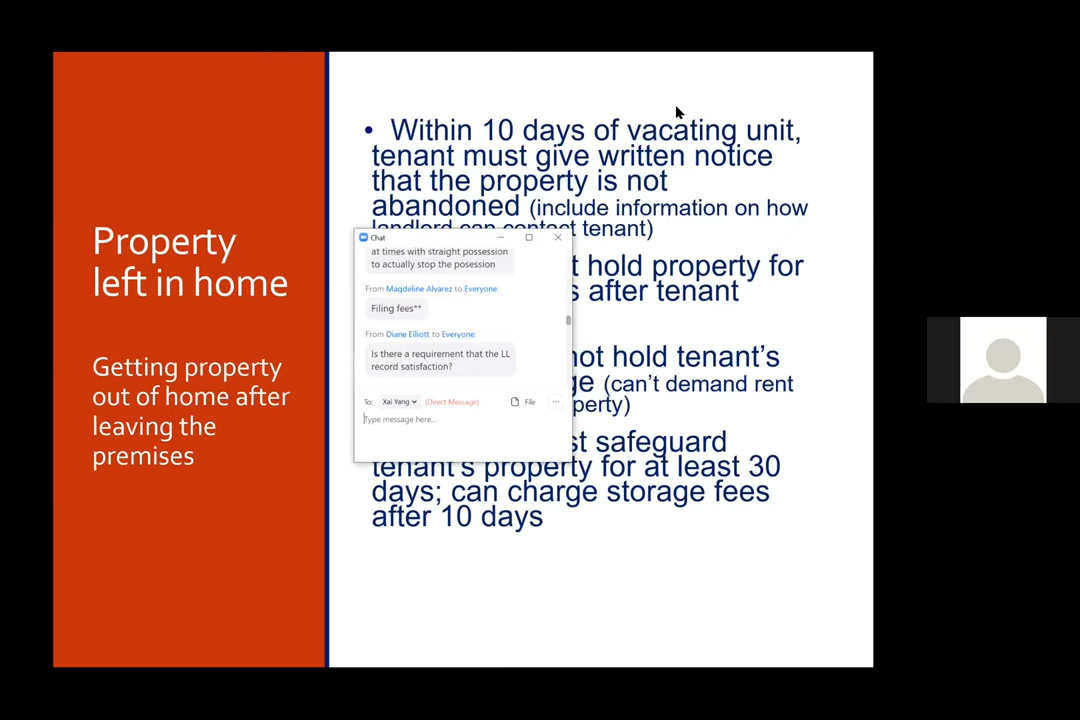 Property
left in home
Getting property
out of home after
leaving the
premises
• Within 10 days of vacating unit,
tenant must give written notice
that the property is not
abandoned (include information on how
landlord can contact tenant)
t hold property for
s after tenant
not hold tenant's
ge (can't demand rent
perty)
st safeguard
tenant's property for at least 30
days; can charge storage fees
after 10 days
Chat
at times with straight possession
to actually stop the posession
From Magdeline Alvarez to Everyone:
Filing fees**
From Diane Elliott to Everyone:
Is there a requirement that the LL
record satisfaction?
To: Xai Yang (Direct Message) File ...
Type message here...